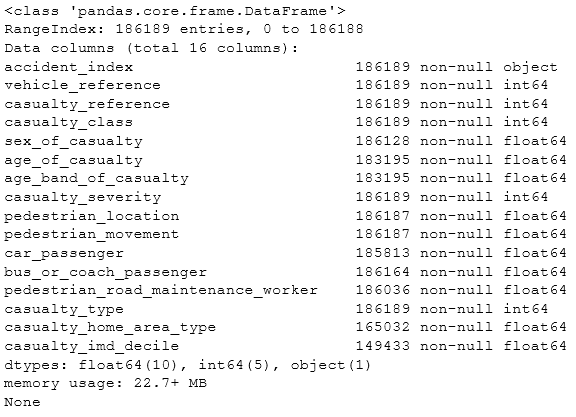 <class 'pandas.core.frame.DataFrame'>
RangeIndex: 186189 entries, 0 to 186188
Data columns (total 16 columns):
accident_index                      186189 non-null object
vehicle_reference                   186189 non-null int64
casualty_reference                  186189 non-null int64
casualty_class                      186189 non-null int64
sex_of_casualty                     186128 non-null float64
age_of_casualty                     183195 non-null float64
age_band_of_casualty                183195 non-null float64
casualty_severity                   186189 non-null int64
pedestrian_location                 186187 non-null float64
pedestrian_movement                 186187 non-null float64
car_passenger                       185813 non-null float64
bus_or_coach_passenger              186164 non-null float64
pedestrian_road_maintenance_worker  186036 non-null float64
casualty_type                       186189 non-null int64
casualty_home_area_type             165032 non-null float64
casualty_imd_decile                 149433 non-null float64
dtypes: float64(10), int64(5), object(1)
memory usage: 22.7+ MB
None